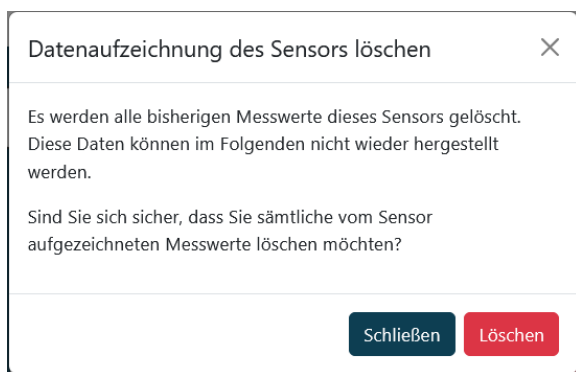 Datenaufzeichnung des Sensors löschen
Es werden alle bisherigen Messwerte dieses Sensors gelöscht.
Diese Daten können im Folgenden nicht wieder hergestellt
werden.
Sind Sie sich sicher, dass Sie sämtliche vom Sensor
aufgezeichneten Messwerte löschen möchten?
Schließen Löschen